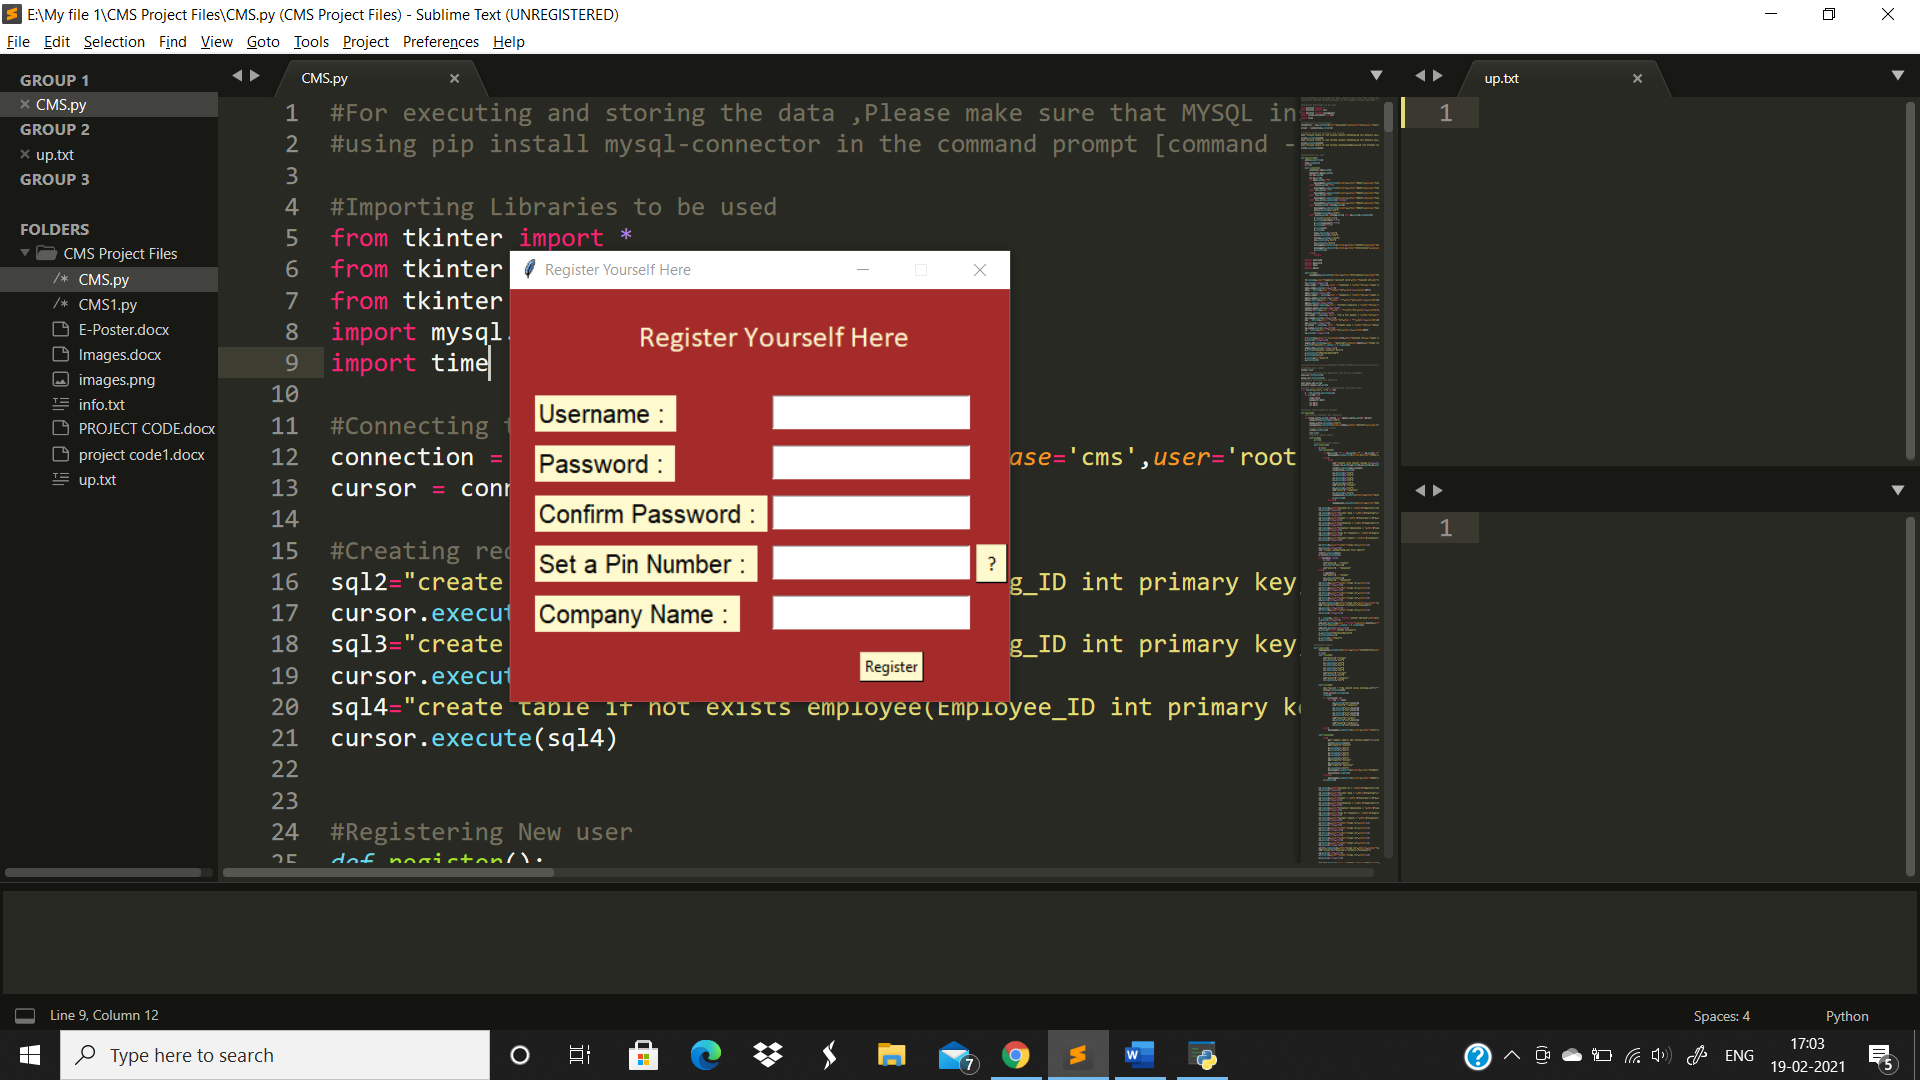 E:\My file 1\CMS Project Files\CMS.py (CMS Project Files) - Sublime Text (UNREGISTERED)
File Edit Selection Find View Goto Tools Project Preferences Help
GROUP 1
CMS.py
GROUP 2
up.txt
GROUP 3
FOLDERS
CMS Project Files
/* CMS.py
/* CMS1.py
E-Poster.docx
Images.docx
images.png
info.txt
PROJECT CODE.docx
project code1.docx
up.txt
CMS.py
1 #For executing and storing the data ,Please make sure that MYSQL in
2 #using pip install mysql-connector in the command prompt [command -
3
4 #Importing Libraries to be used
5 from tkinter import *
6 from tkinter
7 from tkinter
8 import mysql.
9 import time
10
11 #Connecting
12 connection = ase='cms',user='root
13 cursor = con
14
15 #Creating
16 sql2="create g_ID int primary key
17 cursor.execut
18 sql3="create g_ID int primary key
19 cursor.execut
20 sql4="create table if not exists employee(Employee_ID int primary k
21 cursor.execute(sql4)
22
23
24 #Registering New user
25 def register():
Register Yourself Here
Register Yourself Here
Username :
Password :
Confirm Password :
Set a Pin Number : ?
Company Name :
Register
up.txt
1
1
Line 9, Column 12
Spaces: 4 Python
Type here to search
7
W
ENG
17:03
19-02-2021
5